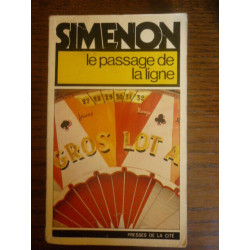 SIMENON
le passage de
la ligne
GROS LOT A
PRESSES DE LA CITÉ